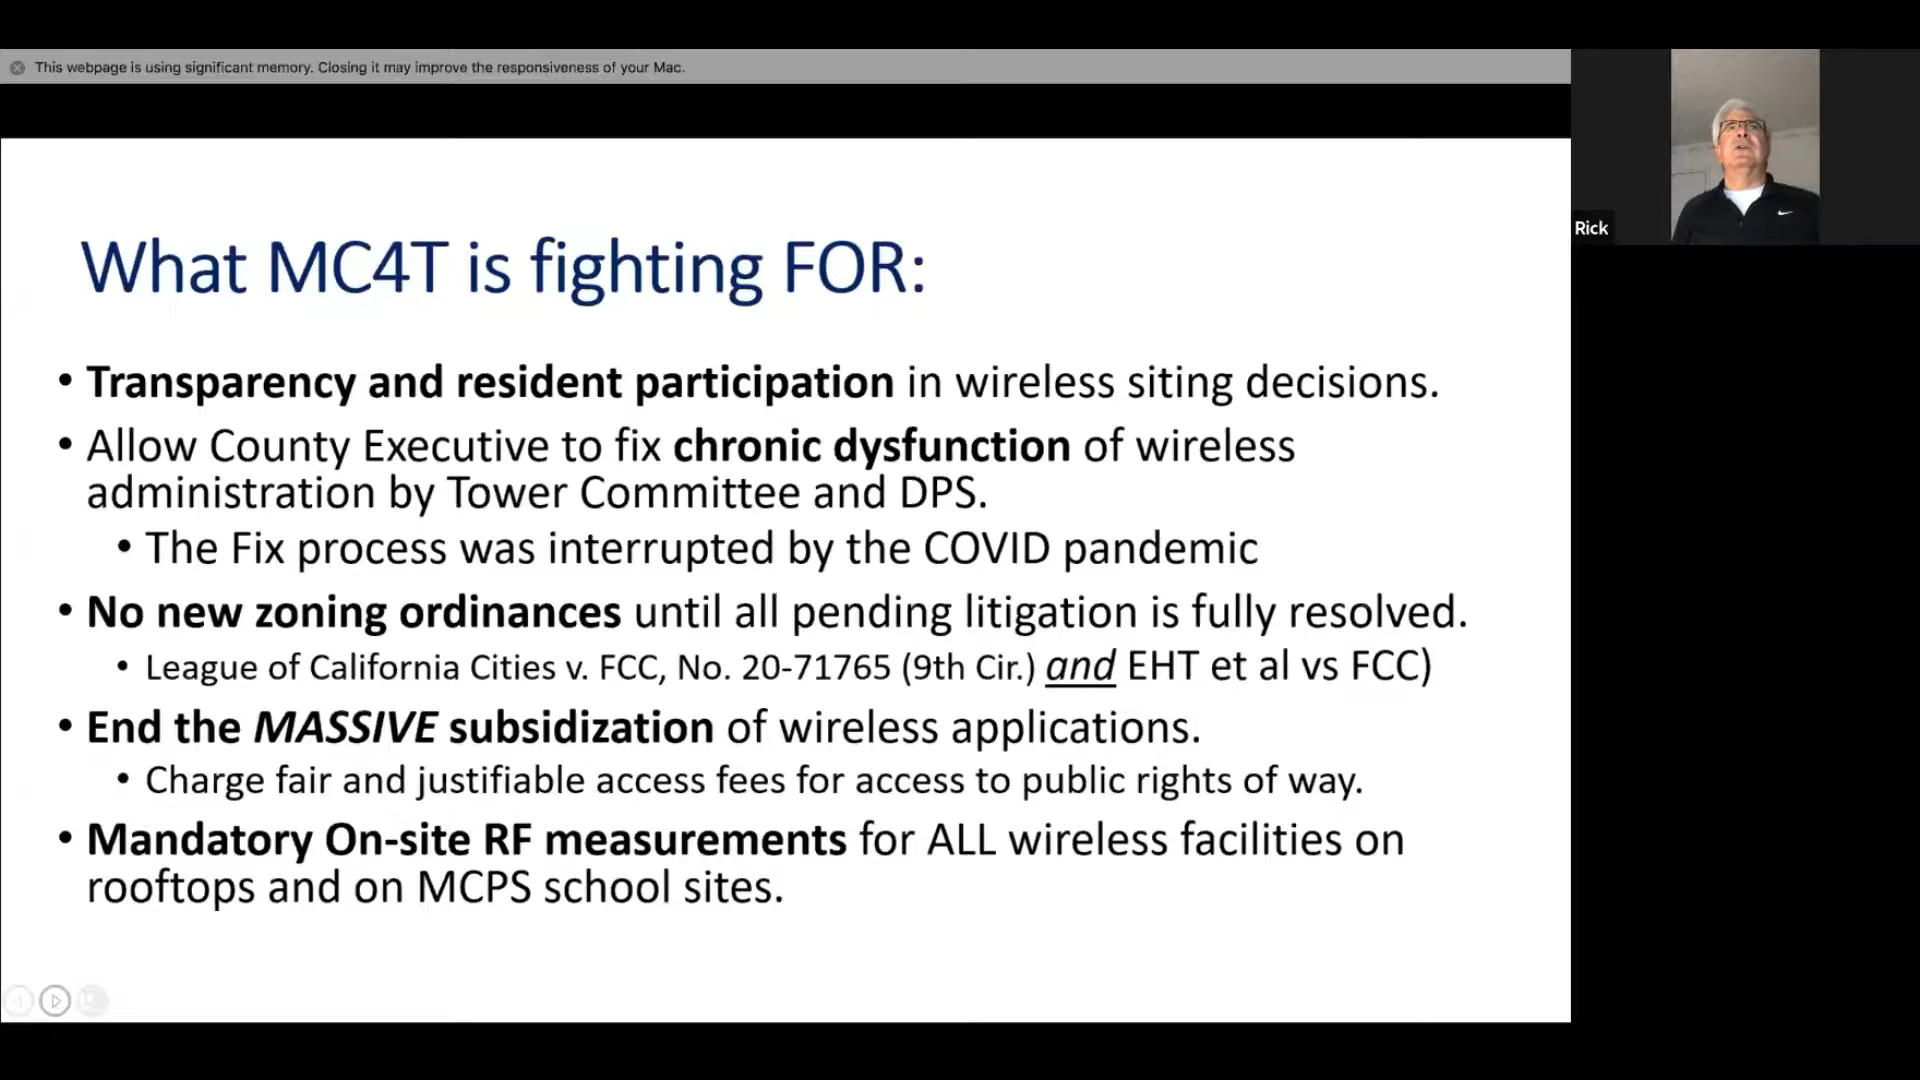 This webpage is using significant memory. Closing it may improve the responsiveness of your Mac.
Rick
What MC4T is fighting FOR:
• Transparency and resident participation in wireless siting decisions.
• Allow County Executive to fix chronic dysfunction of wireless
administration by Tower Committee and DPS.
• The Fix process was interrupted by the COVID pandemic
• No new zoning ordinances until all pending litigation is fully resolved.
• League of California Cities v. FCC, No. 20-71765 (9th Cir.) and EHT et al vs FCC)
• End the MASSIVE subsidization of wireless applications.
• Charge fair and justifiable access fees for access to public rights of way.
• Mandatory On-site RF measurements for ALL wireless facilities on
rooftops and on MCPS school sites.